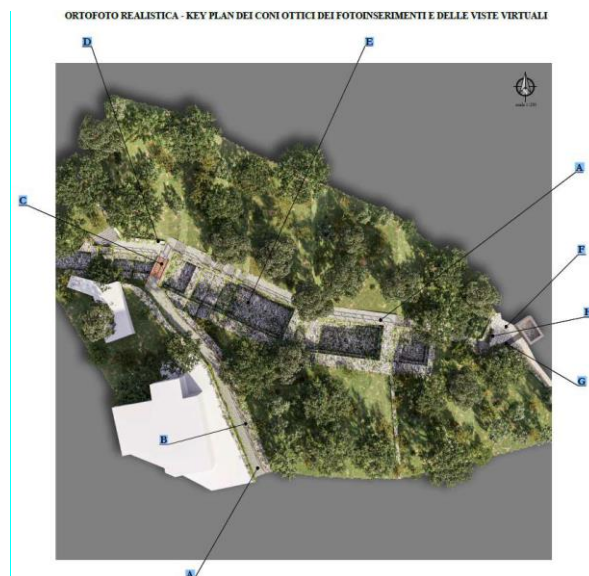 ORTOFOTO REALISTICA - KEY PLAN DEI CONI OTTICI DEI FOTOINSERIMENTI E DELLE VISTE VIRTUALI
D
E
A
C
F
H
G
B
A